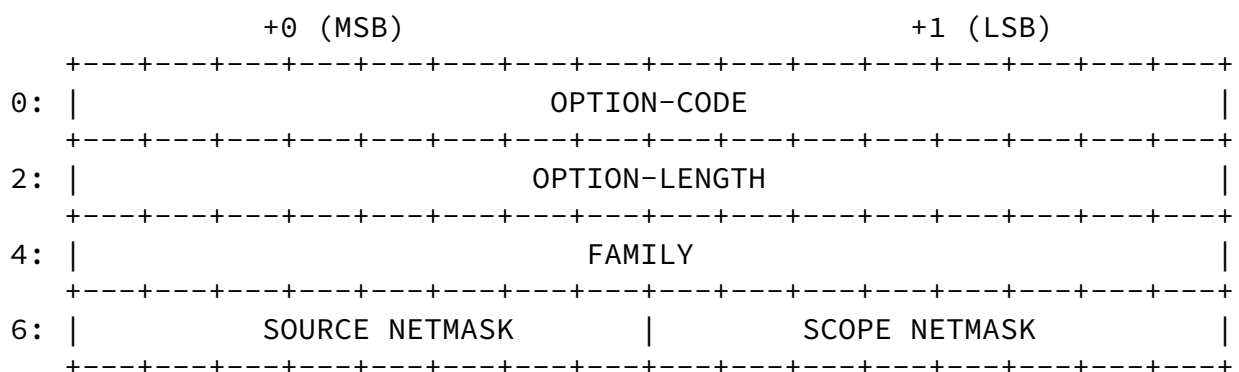 +0 (MSB) +1 (LSB)
+---+---+---+---+---+---+---+---+---+---+---+---+---+---+---+---+
0: | OPTION-CODE |
+---+---+---+---+---+---+---+---+---+---+---+---+---+---+---+---+
2: | OPTION-LENGTH |
+---+---+---+---+---+---+---+---+---+---+---+---+---+---+---+---+
4: | FAMILY |
+---+---+---+---+---+---+---+---+---+---+---+---+---+---+---+---+
6: | SOURCE NETMASK | SCOPE NETMASK |
+---+---+---+---+---+---+---+---+---+---+---+---+---+---+---+---+